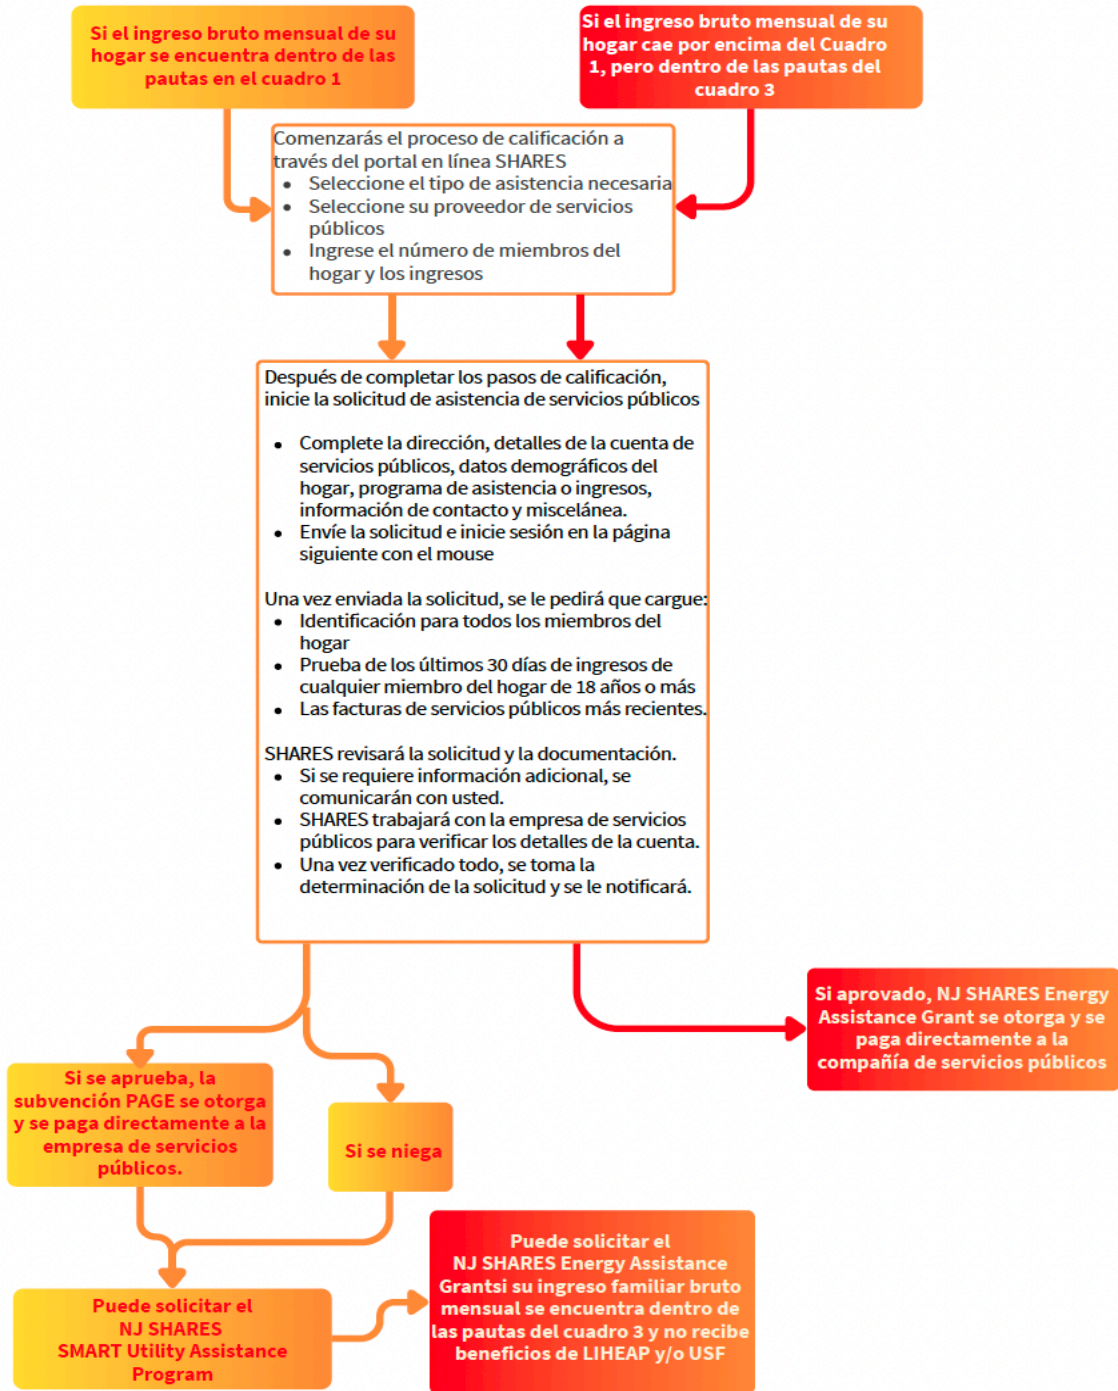 Si el ingreso bruto mensual de su
hogar se encuentra dentro de las
pautas en el cuadro 1
Si el ingreso bruto mensual de su
hogar cae por encima del Cuadro
1, pero dentro de las pautas del
cuadro 3
Comenzarás el proceso de calificación a
través del portal en línea SHARES
• Seleccione el tipo de asistencia necesaria
• Seleccione su proveedor de servicios
públicos
• Ingrese el número de miembros del
hogar y los ingresos
Después de completar los pasos de calificación,
inicie la solicitud de asistencia de servicios públicos
• Complete la dirección, detalles de la cuenta de
servicios públicos, datos demográficos del
hogar, programa de asistencia o ingresos,
información de contacto y miscelánea.
• Envíe la solicitud e inicie sesión en la página
siguiente con el mouse
Una vez enviada la solicitud, se le pedirá que cargue:
• Identificación para todos los miembros del
hogar
• Prueba de los últimos 30 días de ingresos de
cualquier miembro del hogar de 18 años o más
• Las facturas de servicios públicos más recientes.
SHARES revisará la solicitud y la documentación.
• Si se requiere información adicional, se
comunicarán con usted.
• SHARES trabajará con la empresa de servicios
públicos para verificar los detalles de la cuenta.
• Una vez verificado todo, se toma la
determinación de la solicitud y se le notificará.
Si aprovado, NJ SHARES Energy
Assistance Grant se otorga y se
paga directamente a la
compañía de servicios públicos
Si se aprueba, la
subvención PAGE se otorga
y se paga directamente a la
empresa de servicios
públicos.
Si se niega
Puede solicitar el
NJ SHARES
SMART Utility Assistance
Program
Puede solicitar el
NJ SHARES Energy Assistance
Grantsi su ingreso familiar bruto
mensual se encuentra dentro de
las pautas del cuadro 3 y no recibe
beneficios de LIHEAP y/o USF